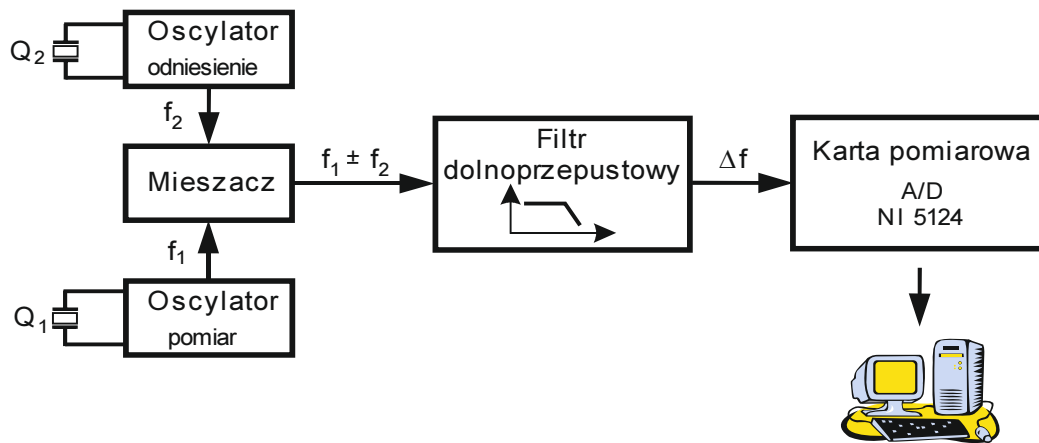 Q2
Oscylator
odniesienie
f2
Mieszacz
f1 ± f2
Filtr
dolnoprzepustowy
Δf
Karta pomiarowa
A/D
NI 5124
f1
Q1
Oscylator
pomiar